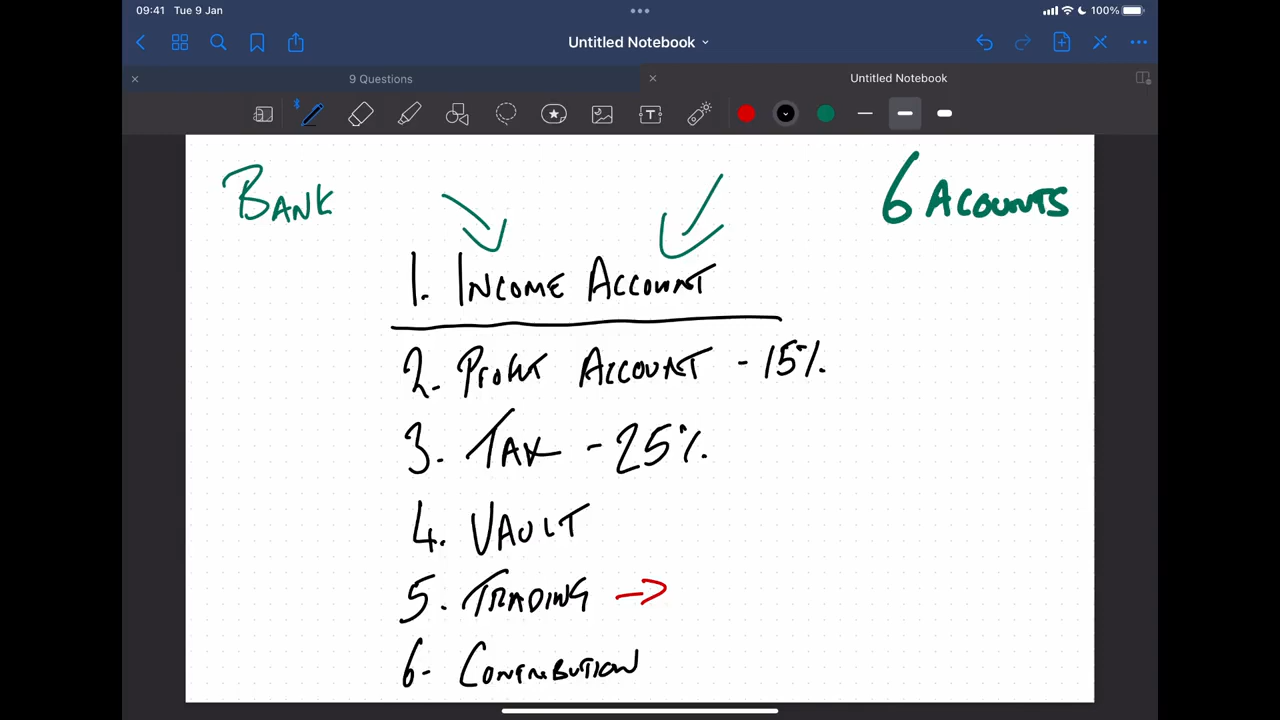 09:41 Tue 9 Jan
100%
Untitled Notebook
9 Questions
Untitled Notebook
T
BANK
6 ACOUNTS
1. INCOME ACCOUNT
2. PROFIT ACCOUNT - 15%
3. TAX - 25%
4. VAULT
5. TRADING →
6- CONTRIBUTION